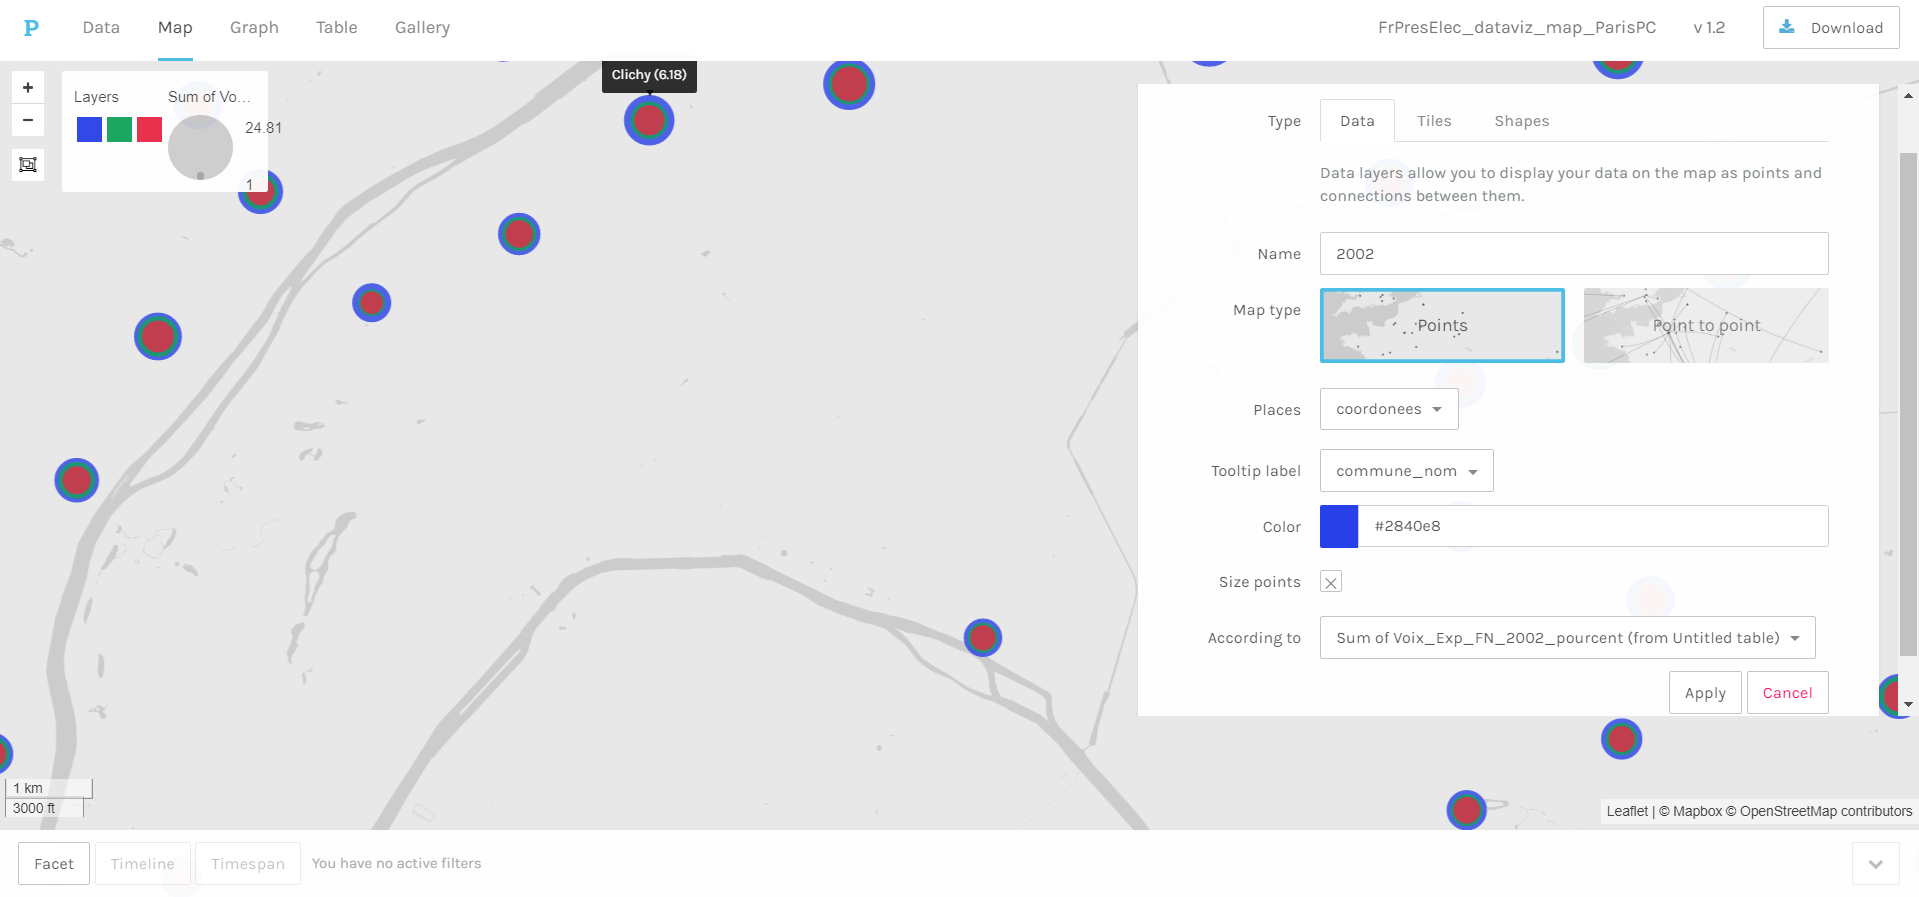 P Data Map Graph Table Gallery FrPresElec_dataviz_map_ParisPC v 1.2 Download
+
−
Layers Sum of Vo...
24.81
1
Clichy (6.18)
Type Data Tiles Shapes
Data layers allow you to display your data on the map as points and
connections between them.
Name 2002
Map type Points Point to point
Places coordonees
Tooltip label commune_nom
Color #2840e8
Size points
According to Sum of Voix_Exp_FN_2002_pourcent (from Untitled table)
Apply Cancel
1 km
3000 ft
Leaflet | © Mapbox © OpenStreetMap contributors
Facet Timeline Timespan You have no active filters